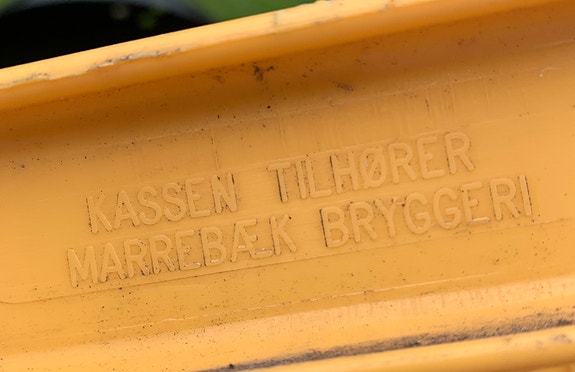 KASSEN TILHØRER
MARREBÆK BRYGGERI